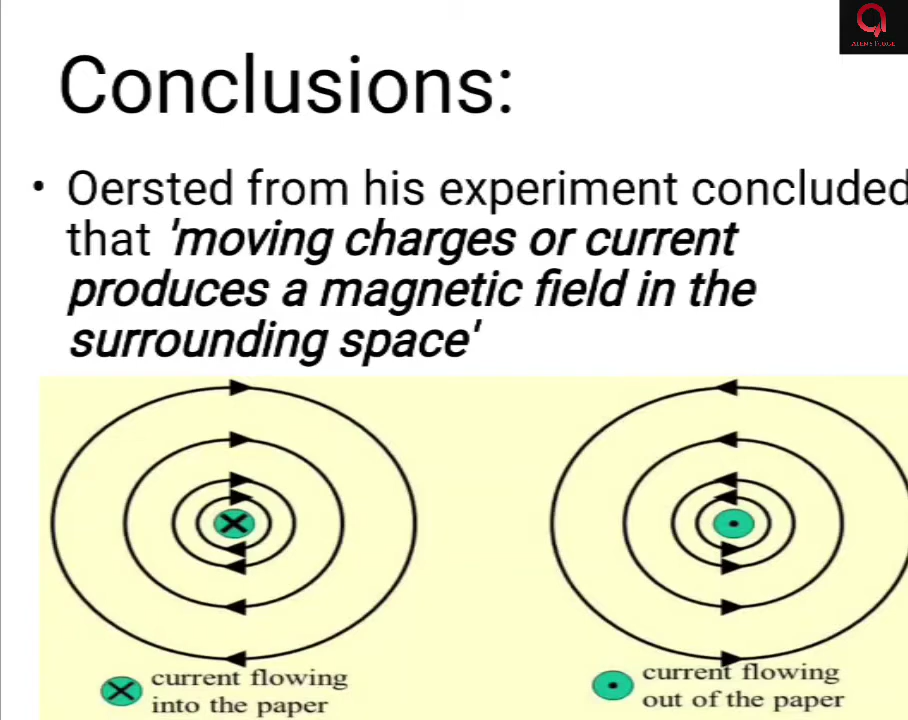 Conclusions:
• Oersted from his experiment concluded
that 'moving charges or current
produces a magnetic field in the
surrounding space'
current flowing
into the paper
current flowing
out of the paper